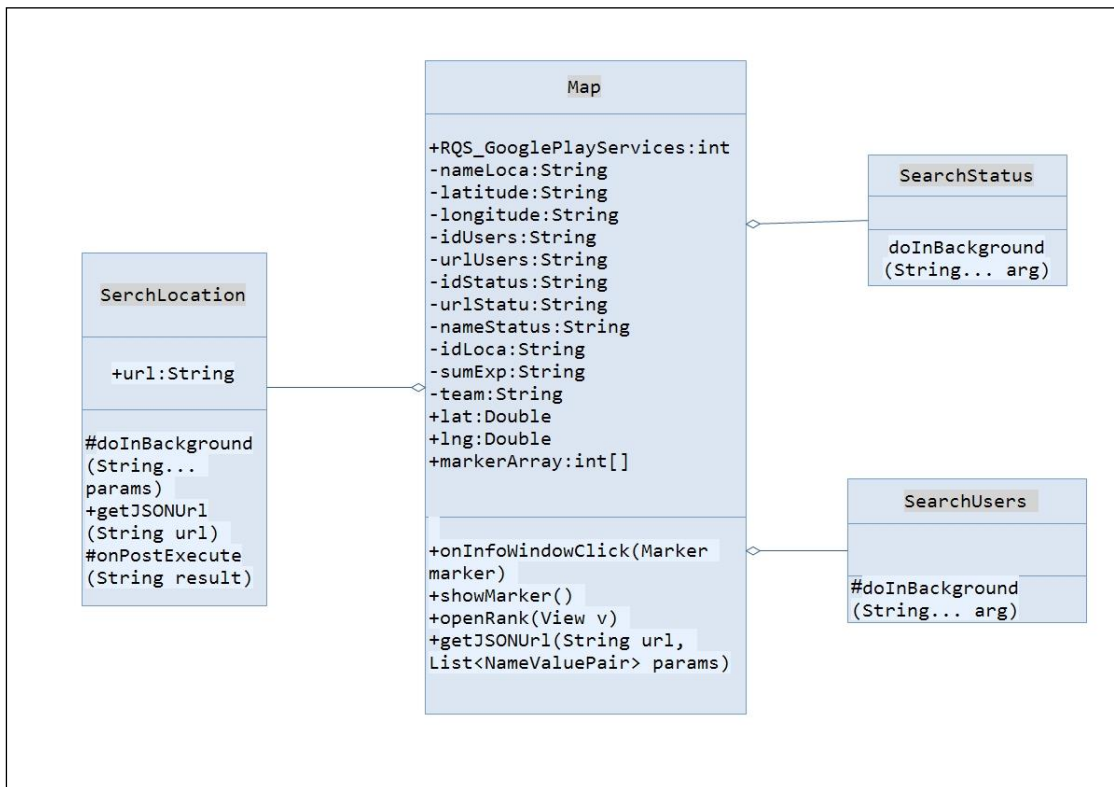 Map
+RQS_GooglePlayServices:int
-nameLoca:String
-latitude:String
-longitude:String
-idUsers:String
-urlUsers:String
-idStatus:String
-urlStatu:String
-nameStatus:String
-idLoca:String
-sumExp:String
-team:String
+lat:Double
+lng:Double
+markerArray:int[]
+onInfoWindowClick(Marker
marker)
+showMarker()
+openRank(View v)
+getJSONUrl(String url,
List<NameValuePair> params)
SerchLocation
+url:String
#doInBackground
(String...
params)
+getJSONUrl
(String url)
#onPostExecute
(String result)
SearchStatus
doInBackground
(String... arg)
SearchUsers
#doInBackground
(String... arg)